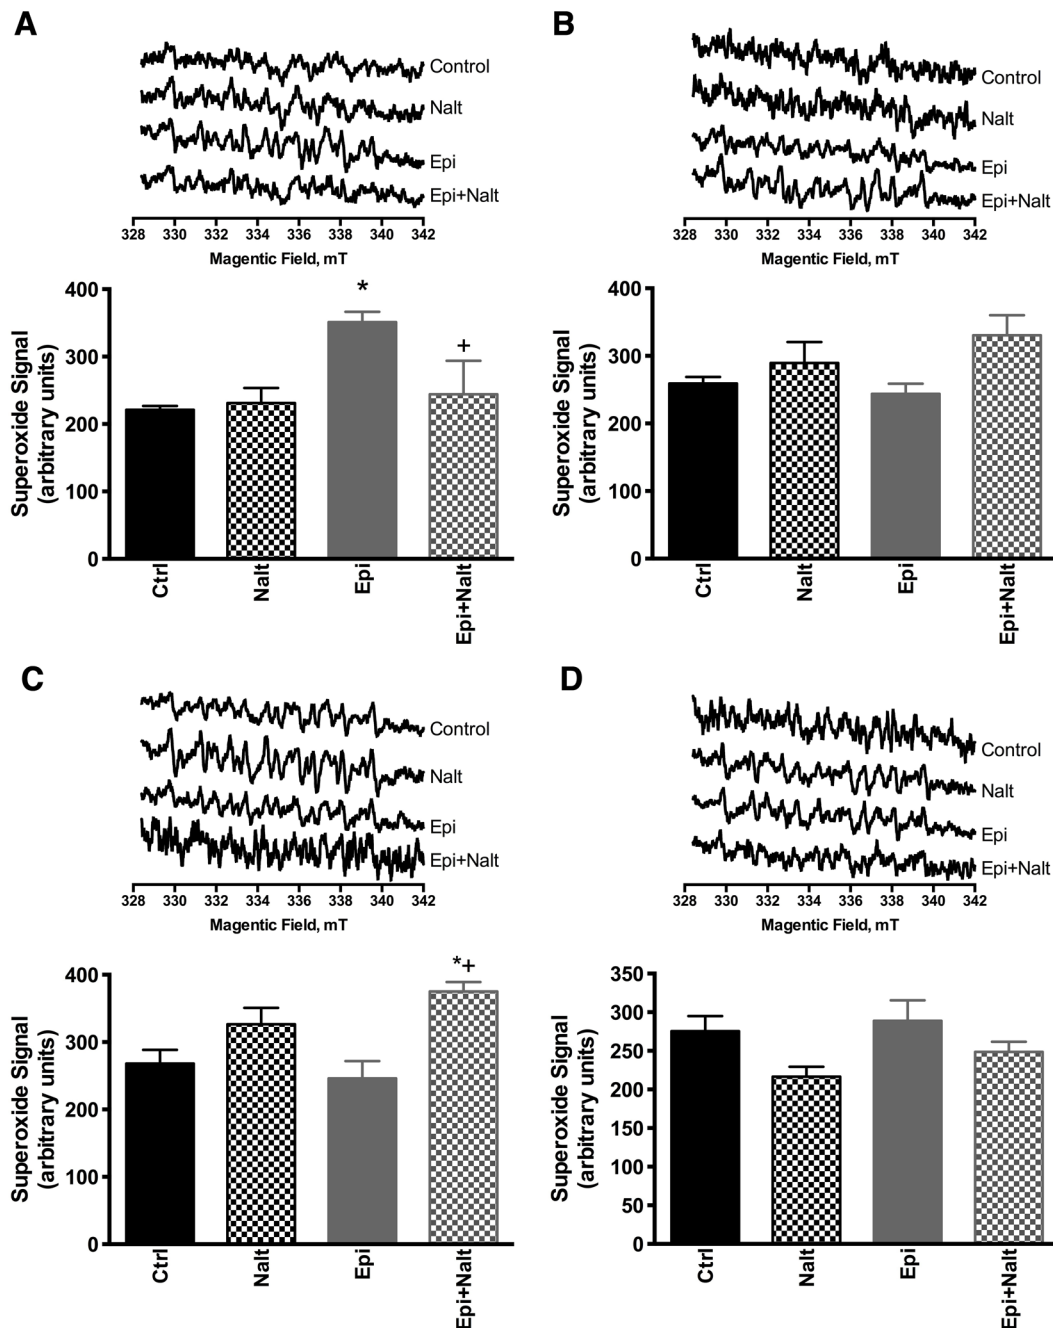 A
Control
Nalt
Epi
Epi+Nalt
328 330 332 334 336 338 340 342
Magentic Field, mT
Superoxide Signal
(arbitrary units)
400
300
200
100
0
*
+
Ctrl
Nalt
Epi
Epi+Nalt
B
Control
Nalt
Epi
Epi+Nalt
328 330 332 334 336 338 340 342
Magentic Field, mT
Superoxide Signal
(arbitrary units)
400
300
200
100
0
Ctrl
Nalt
Epi
Epi+Nalt
C
Control
Nalt
Epi
Epi+Nalt
328 330 332 334 336 338 340 342
Magentic Field, mT
Superoxide Signal
(arbitrary units)
400
300
200
100
0
*+
Ctrl
Nalt
Epi
Epi+Nalt
D
Control
Nalt
Epi
Epi+Nalt
328 330 332 334 336 338 340 342
Magentic Field, mT
Superoxide Signal
(arbitrary units)
350
300
250
200
150
100
50
0
Ctrl
Nalt
Epi
Epi+Nalt